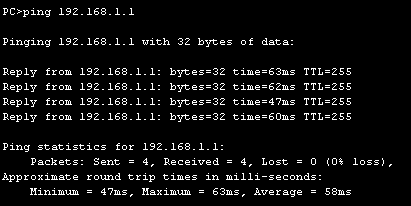 PC>ping 192.168.1.1
Pinging 192.168.1.1 with 32 bytes of data:
Reply from 192.168.1.1: bytes=32 time=63ms TTL=255
Reply from 192.168.1.1: bytes=32 time=62ms TTL=255
Reply from 192.168.1.1: bytes=32 time=47ms TTL=255
Reply from 192.168.1.1: bytes=32 time=60ms TTL=255
Ping statistics for 192.168.1.1:
Packets: Sent = 4, Received = 4, Lost = 0 (0% loss),
Approximate round trip times in milli-seconds:
Minimum = 47ms, Maximum = 63ms, Average = 58ms